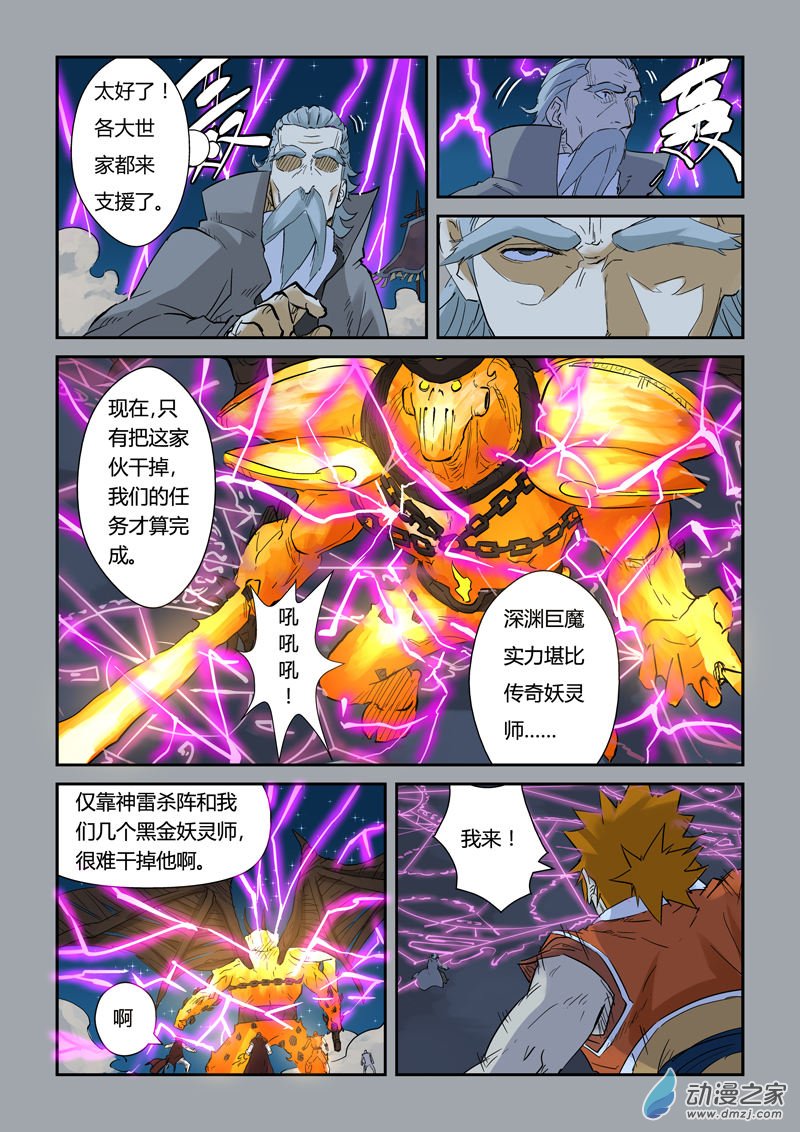 太好了！
各大世
家都来
支援了。
轰
轰
现在，只
有把这家
伙干掉，
我们的任
务才算完
成。
吼
吼
吼
！
深渊巨魔
实力堪比
传奇妖灵
师……
仅靠神雷杀阵和我
们几个黑金妖灵师，
很难干掉他啊。
啊
我来！
动漫之家
www.dmzj.com